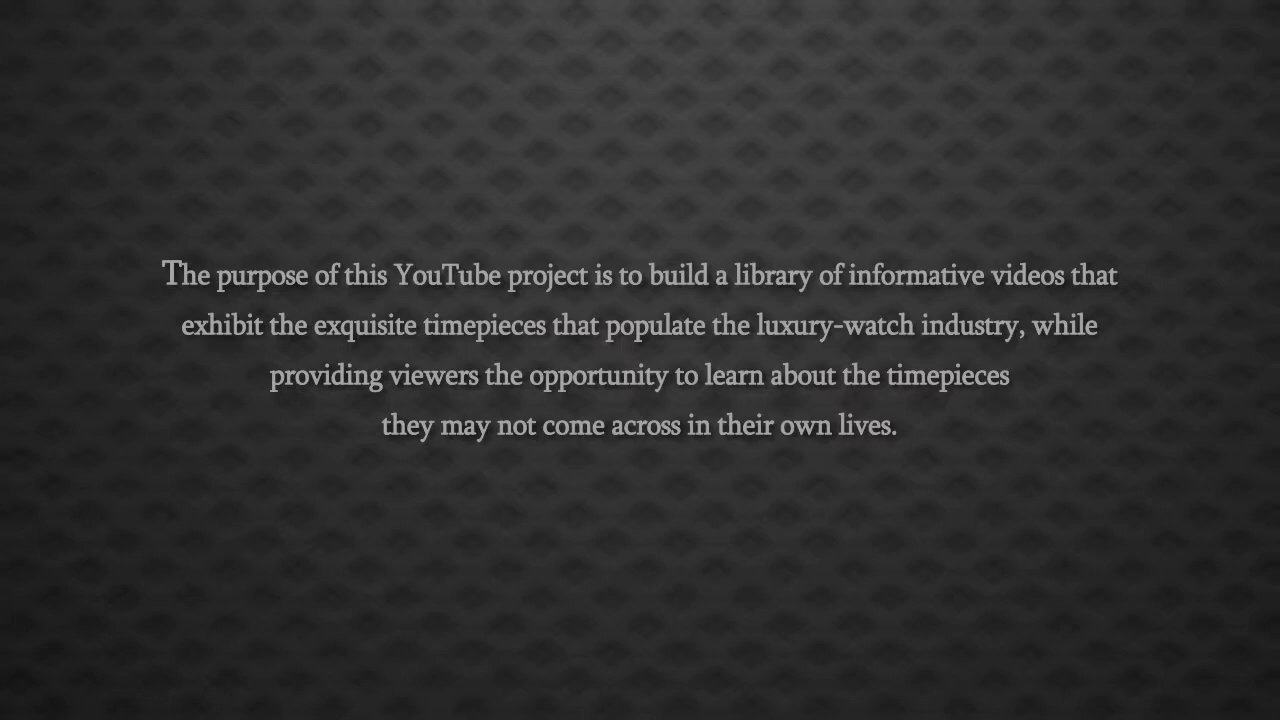 The purpose of this YouTube project is to build a library of informative videos that
exhibit the exquisite timepieces that populate the luxury-watch industry, while
providing viewers the opportunity to learn about the timepieces
they may not come across in their own lives.